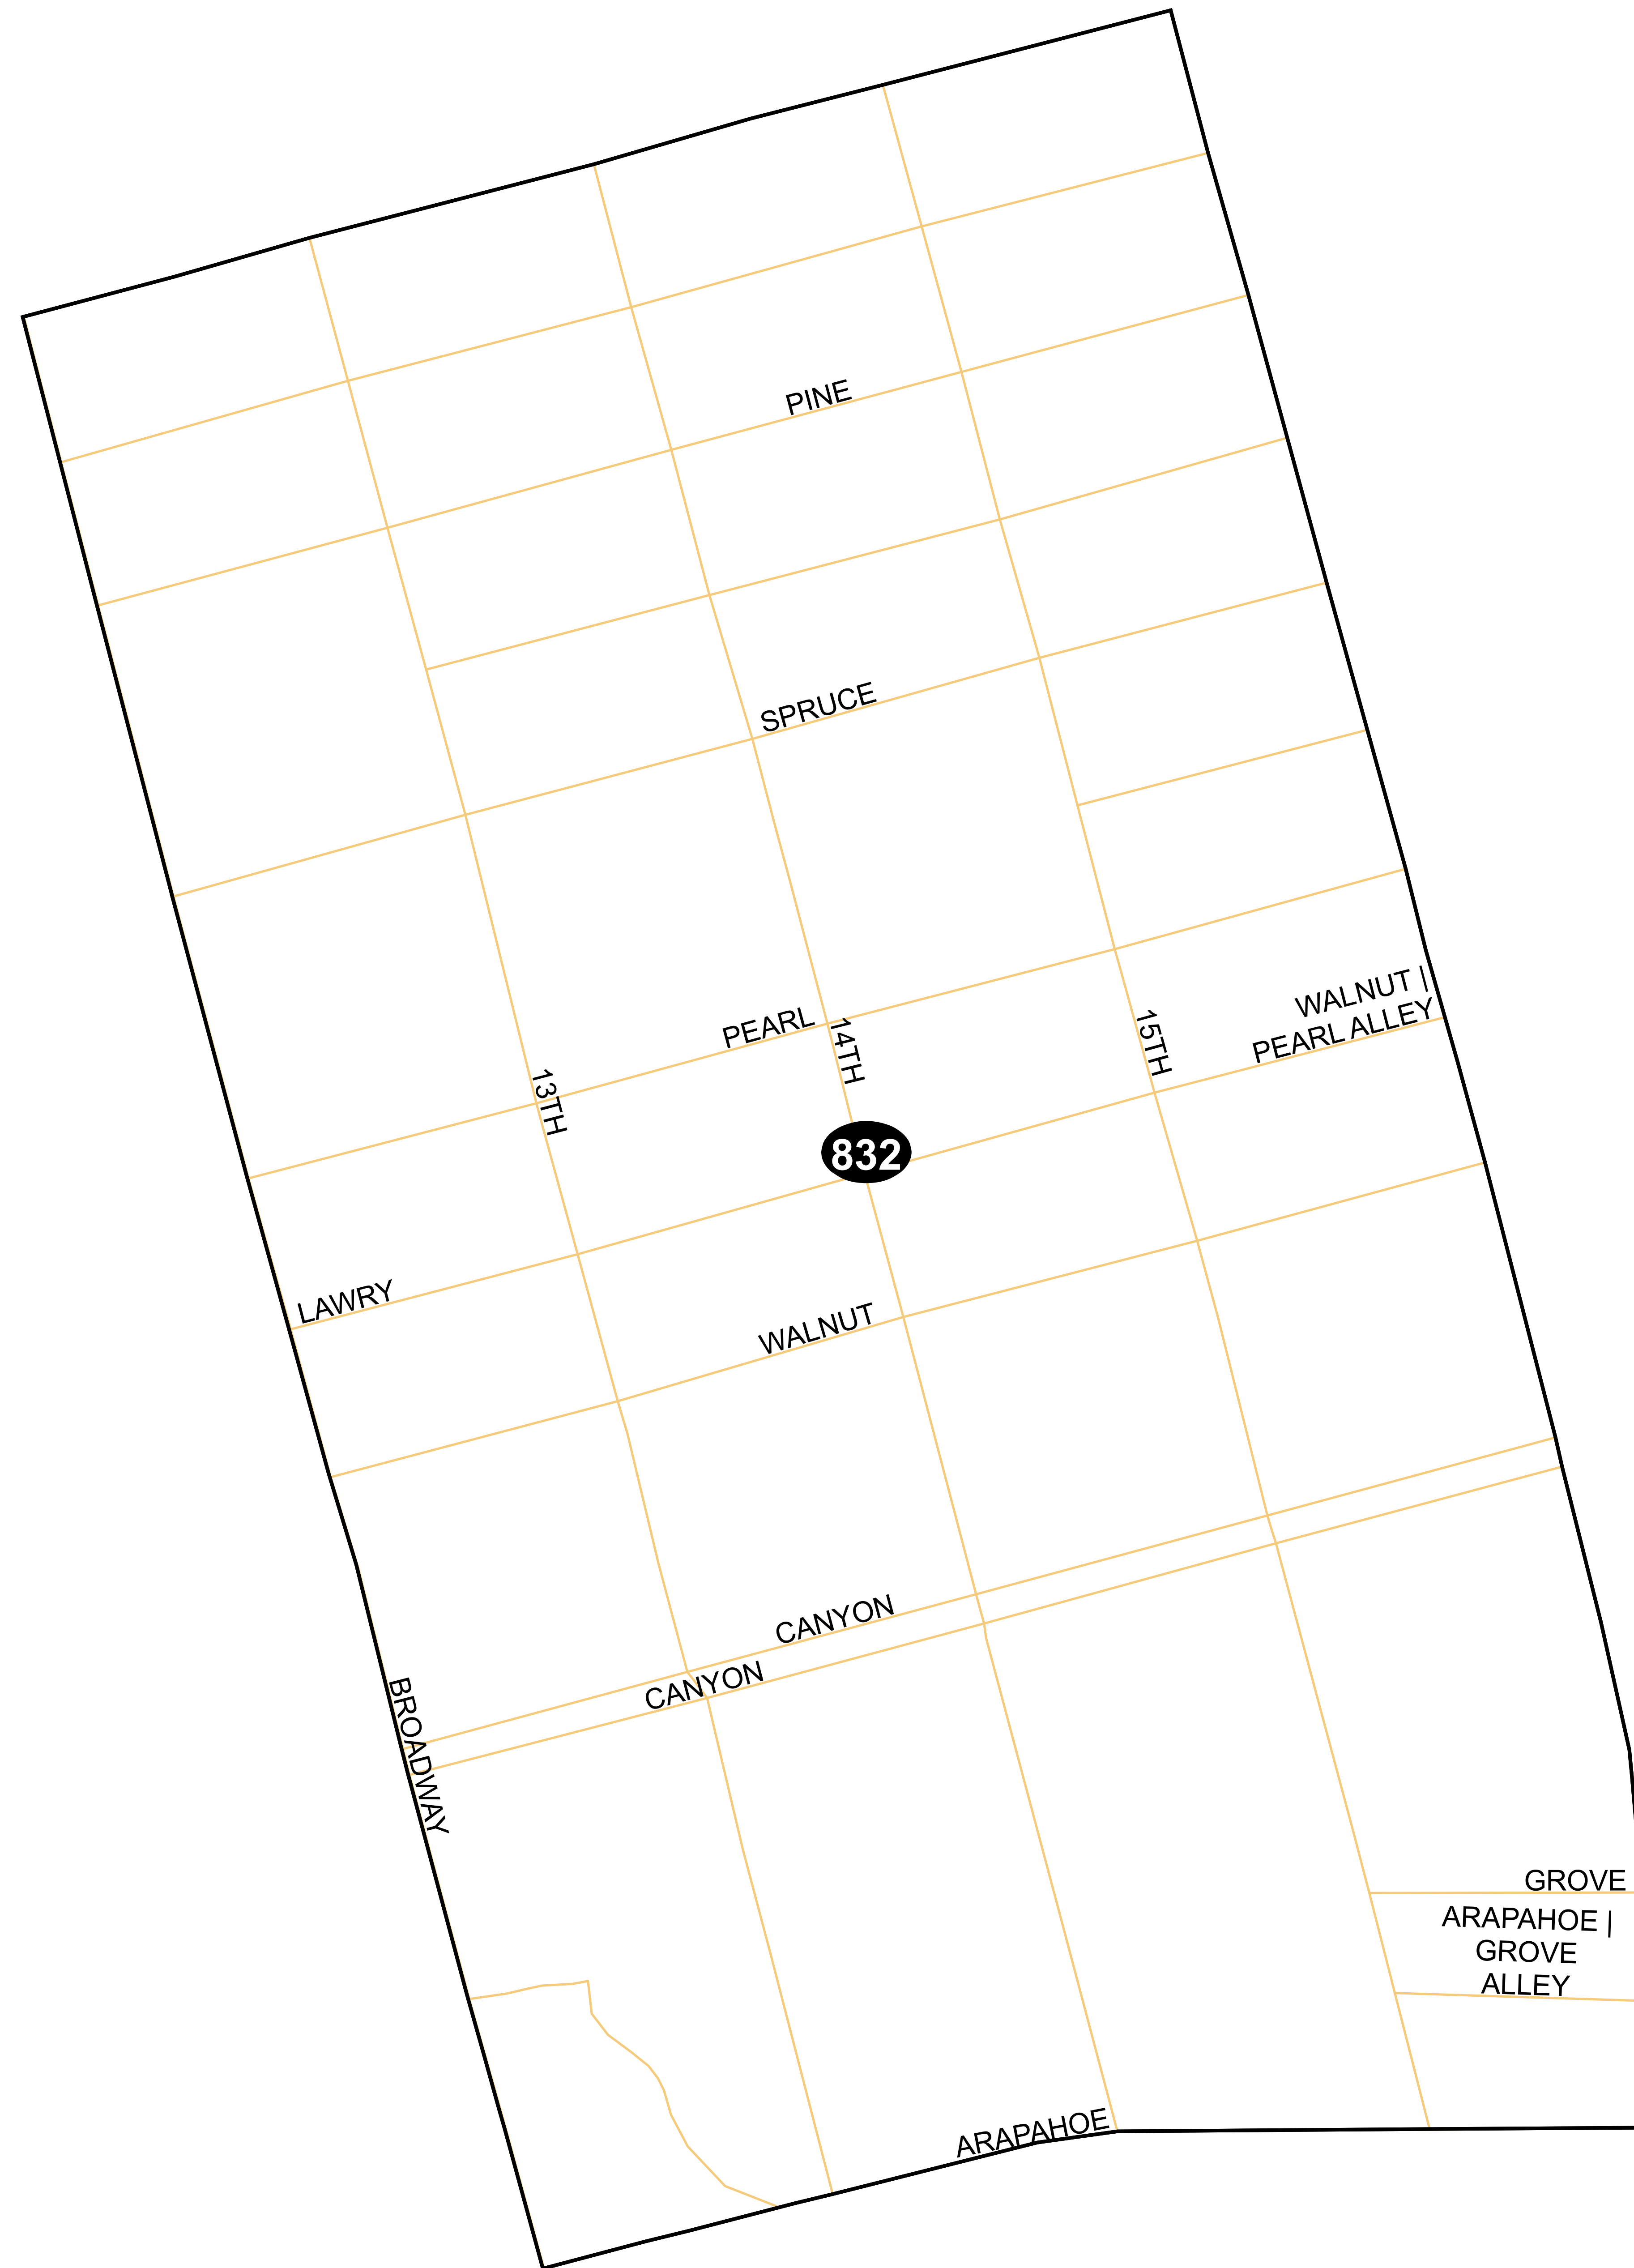 PINE
SPRUCE
WALNUT |
PEARL ALLEY
PEARL
14TH
15TH
13TH
832
LAWRY
WALNUT
CANYON
CANYON
BROADWAY
GROVE
ARAPAHOE |
GROVE
ALLEY
ARAPAHOE